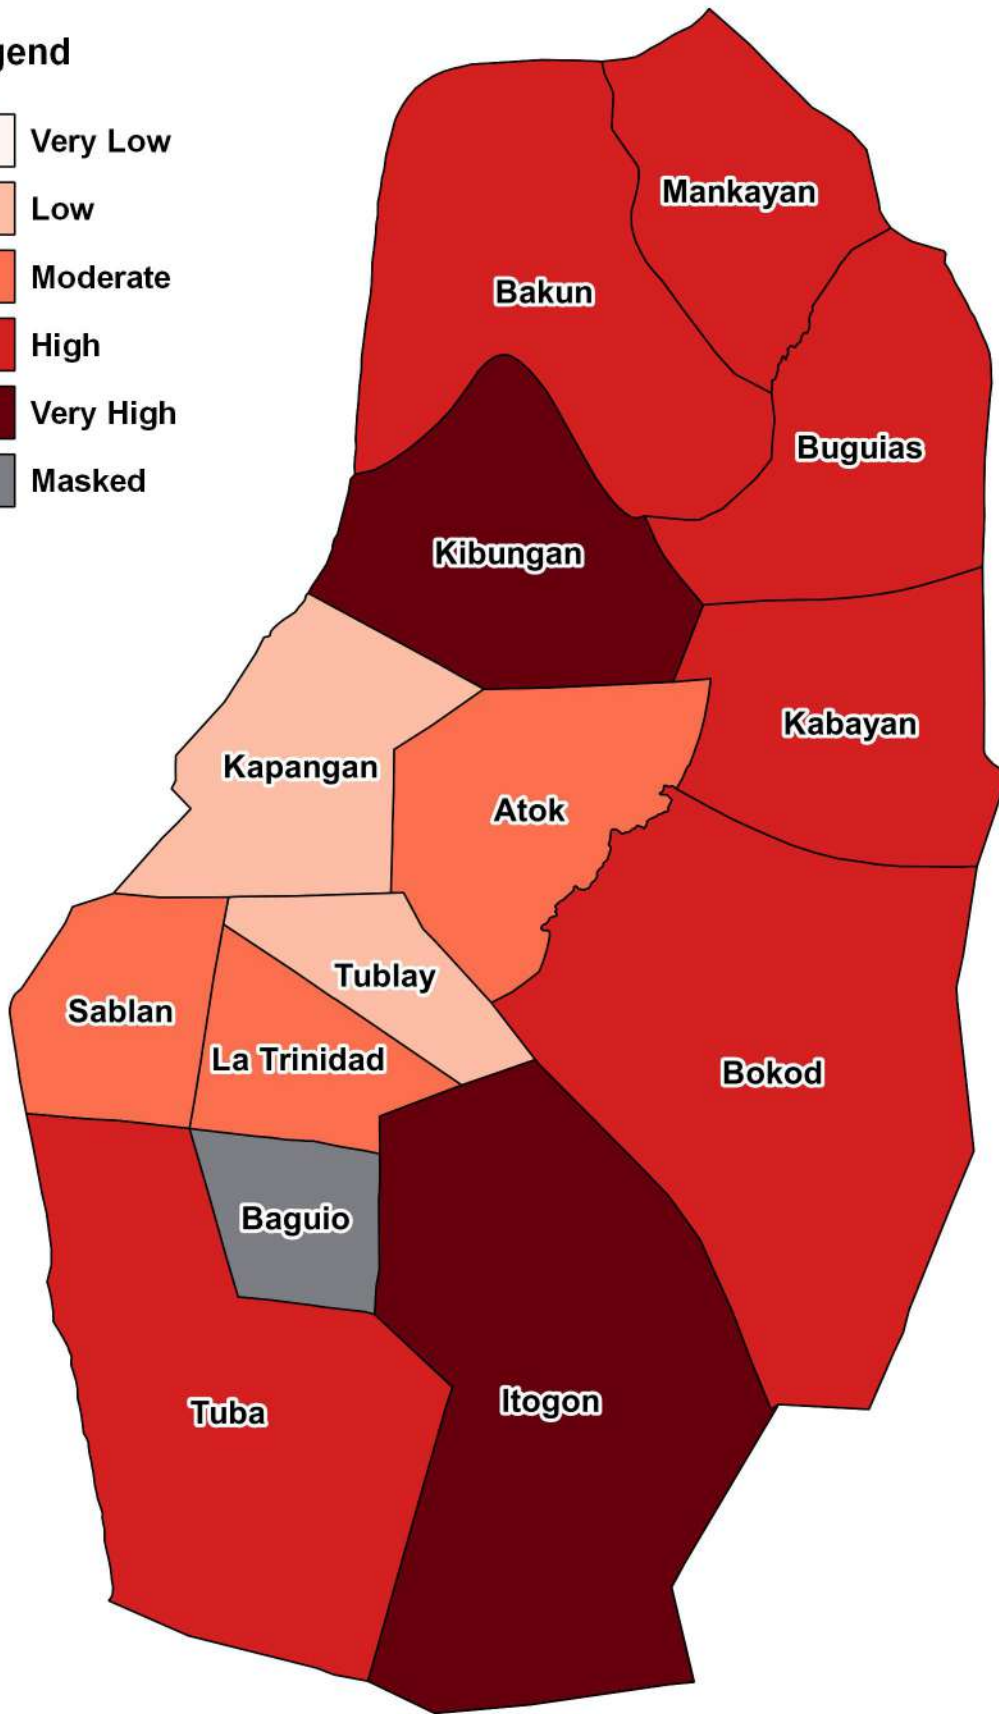 gend
Very Low
Low
Moderate
High
Very High
Masked
Mankayan
Bakun
Buguias
Kibungan
Kabayan
Kapangan
Atok
Tublay
Sablan
La Trinidad
Bokod
Baguio
Itogon
Tuba